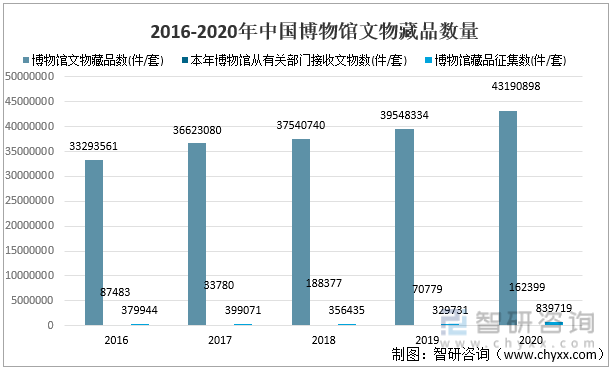 2016-2020年中国博物馆文物藏品数量
博物馆文物藏品数(件/套) 本年博物馆从有关部门接收文物数(件/套) 博物馆藏品征集数(件/套)
50000000
45000000
40000000
35000000
30000000
25000000
20000000
15000000
10000000
5000000
0
33293561 36623080 37540740 39548334 43190898
87483 33780 188377 70779 162399
379944 399071 356435 329731 839719
2016 2017 2018 2019 2020
智研咨询
www.chyxx.com
制图:智研咨询(www.chyxx.com)